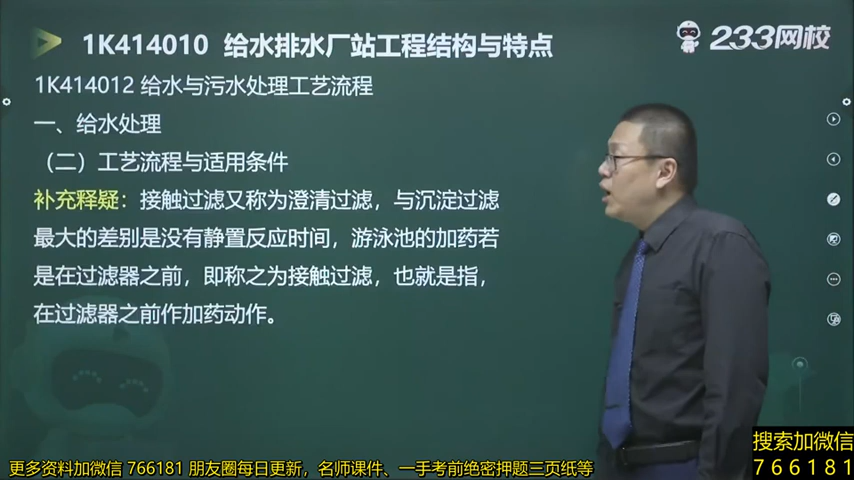 1K414010 给水排水厂站工程结构与特点
233网校
1K414012 给水与污水处理工艺流程
一、给水处理
（二）工艺流程与适用条件
补充释疑：接触过滤又称为澄清过滤，与沉淀过滤
最大的差别是没有静置反应时间，游泳池的加药若
是在过滤器之前，即称之为接触过滤，也就是指，
在过滤器之前作加药动作。
搜索加微信
766181
更多资料加微信 766181 朋友圈每日更新，名师课件、一手考前绝密押题三页纸等